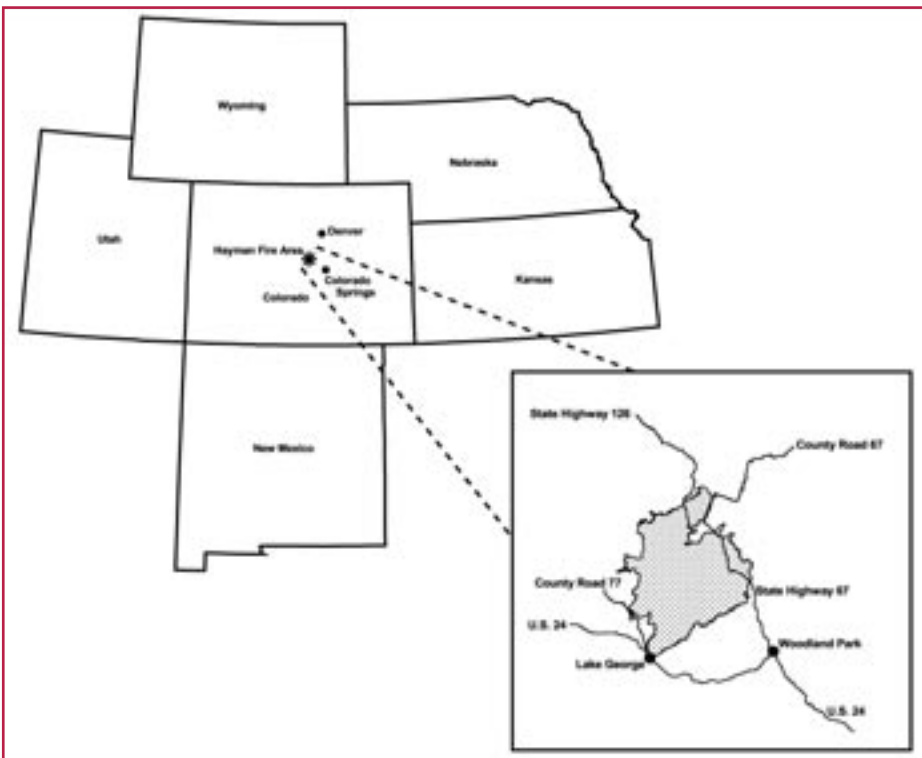 Wyoming
Nebraska
Utah
Denver
Hayman Fire Area
Colorado
Springs
Colorado
Kansas
New Mexico
State Highway 126
County Road 67
County Road 77
State Highway 67
U.S. 24
Woodland Park
Lake George
U.S. 24